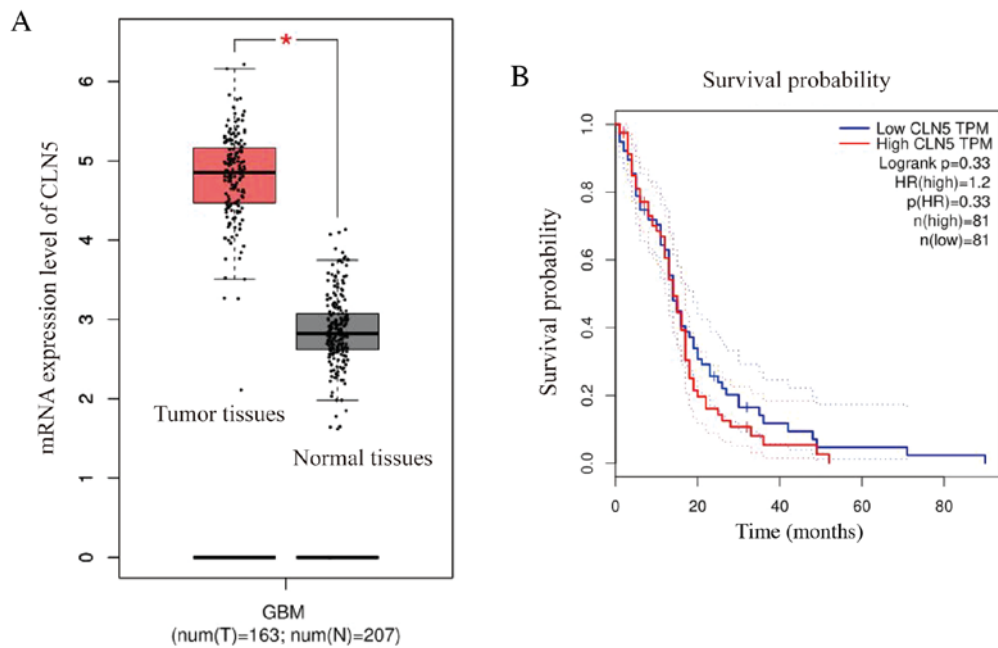 A
*
mRNA expression level of CLN5
6
5
4
3
2
1
0
Tumor tissues
Normal tissues
GBM
(num(T)=163; num(N)=207)
B
Survival probability
Low CLN5 TPM
High CLN5 TPM
Logrank p=0.33
HR(high)=1.2
p(HR)=0.33
n(high)=81
n(low)=81
Survival probability
1.0
0.8
0.6
0.4
0.2
0.0
0 20 40 60 80
Time (months)